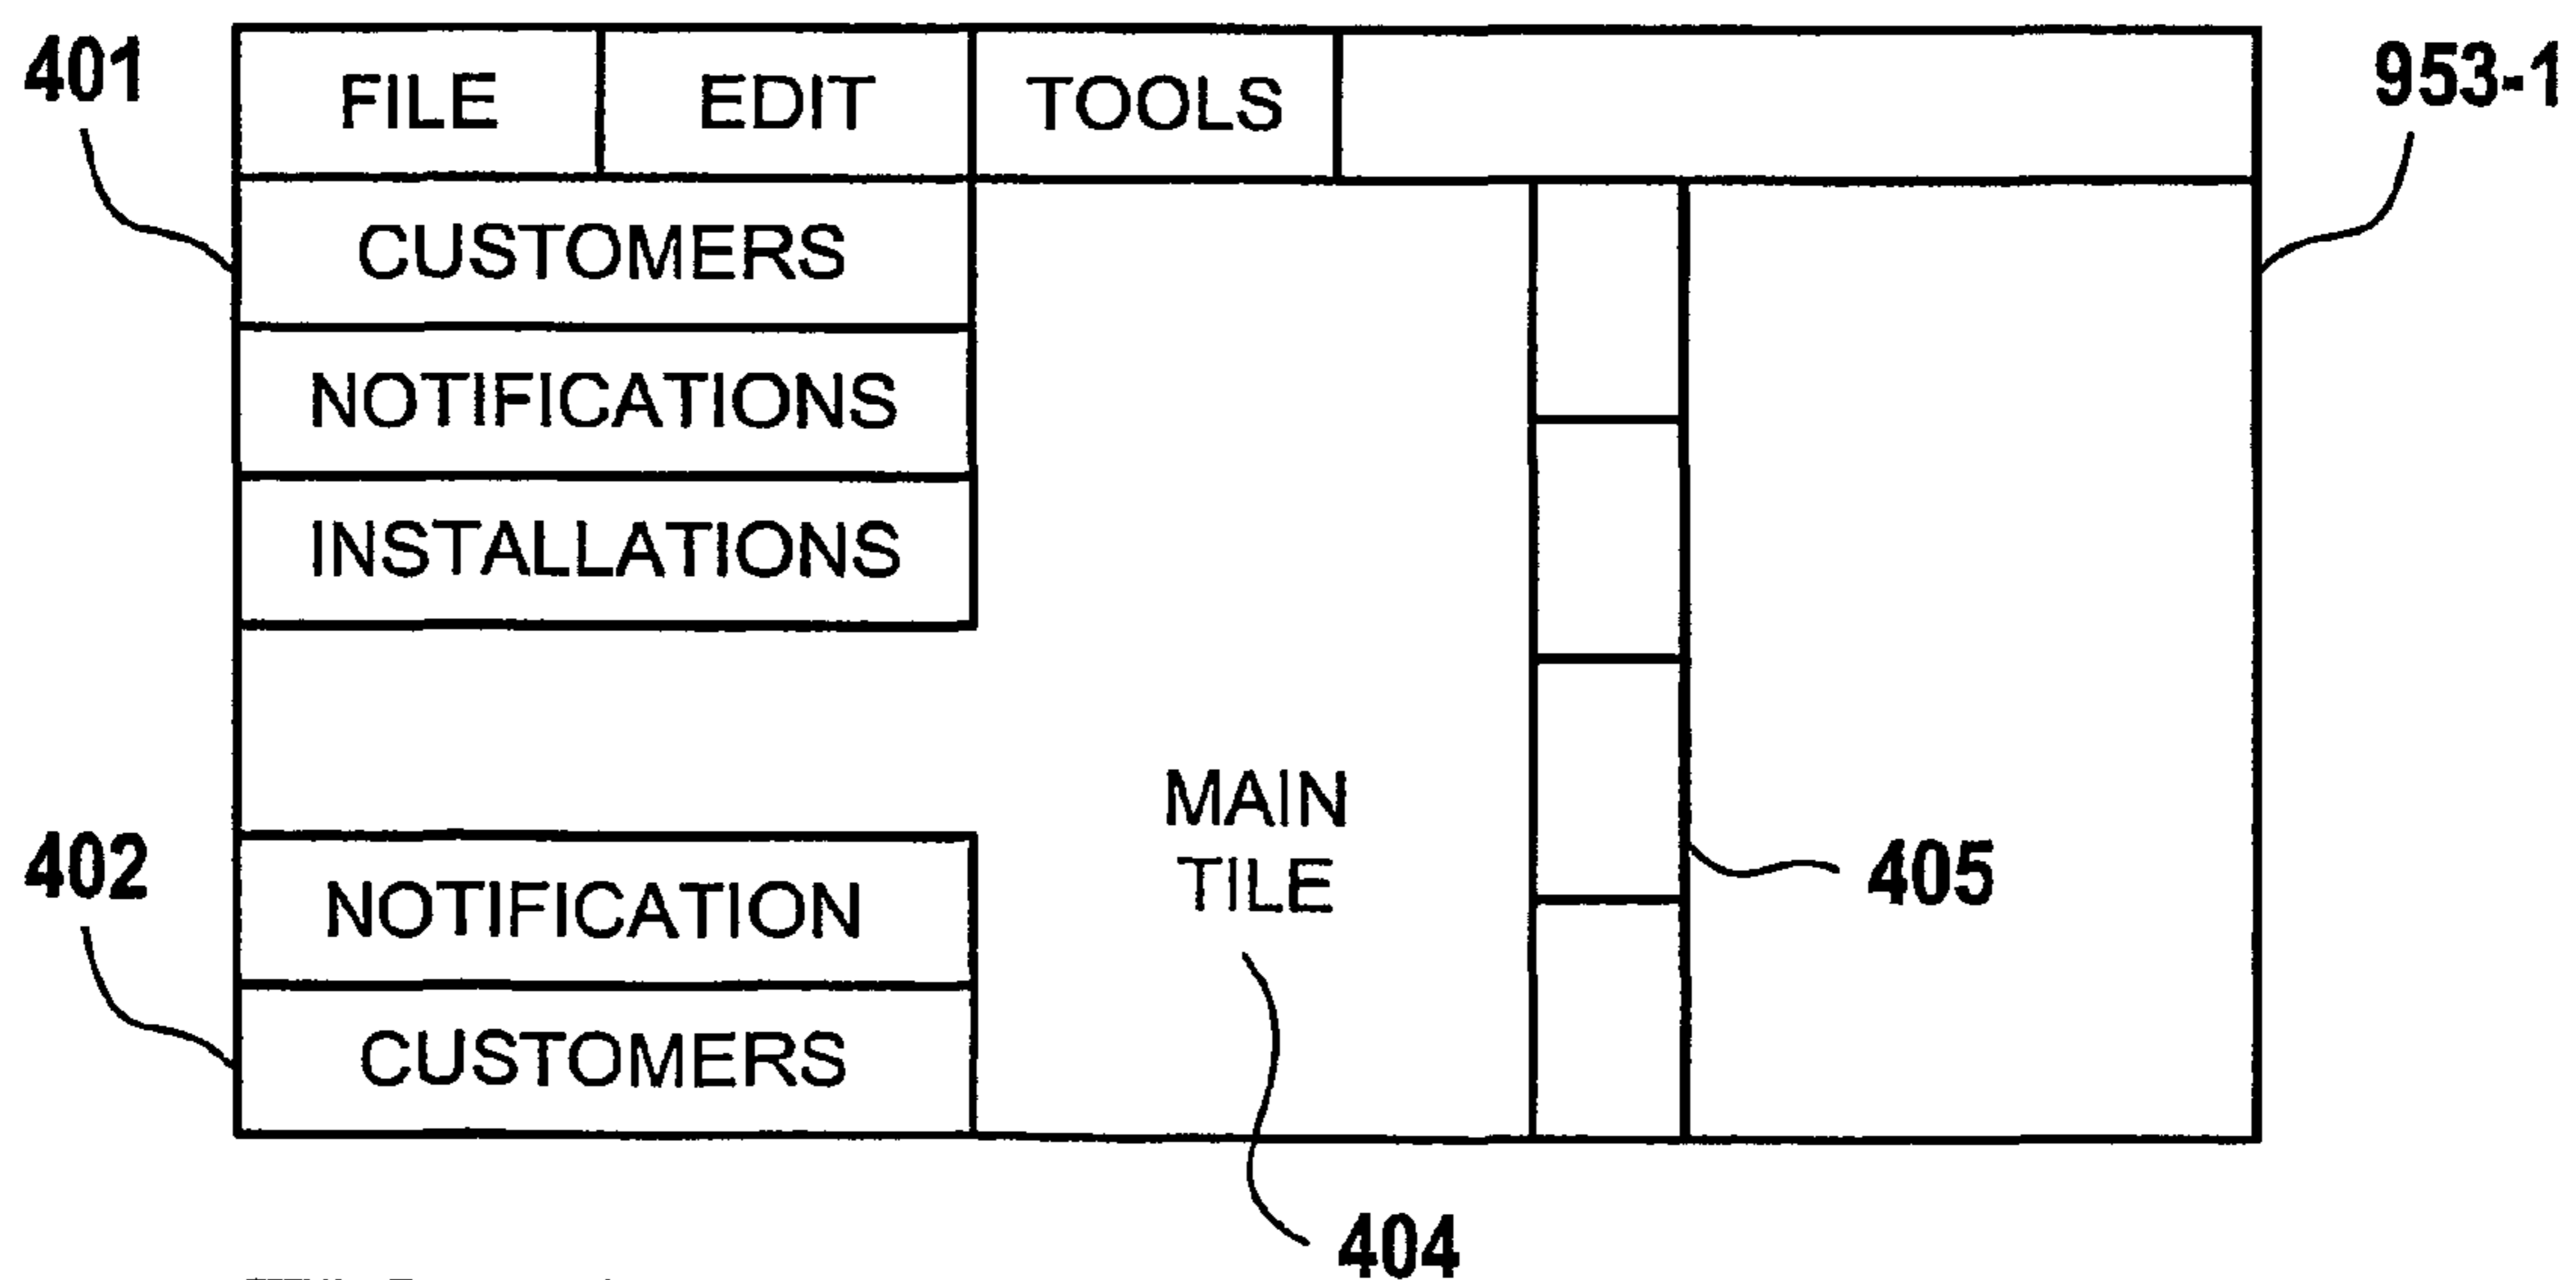 401
FILE EDIT TOOLS
953-1
CUSTOMERS
NOTIFICATIONS
INSTALLATIONS
402
NOTIFICATION
CUSTOMERS
MAIN
TILE
405
404